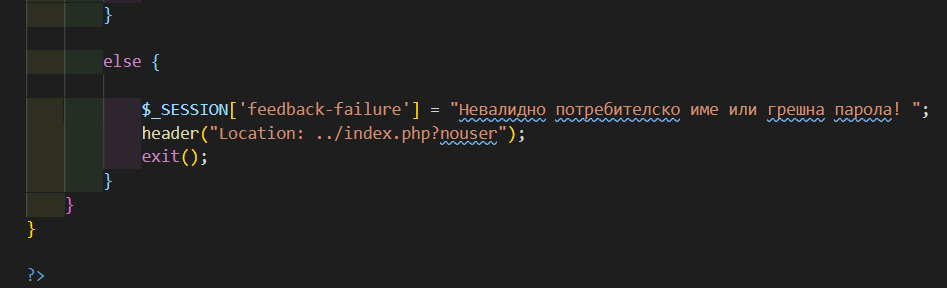 }
else {
$_SESSION['feedback-failure'] = "Невалидно потребителско име или грешна парола! ";
header("Location: ../index.php?nouser");
exit();
}
}
}
?>